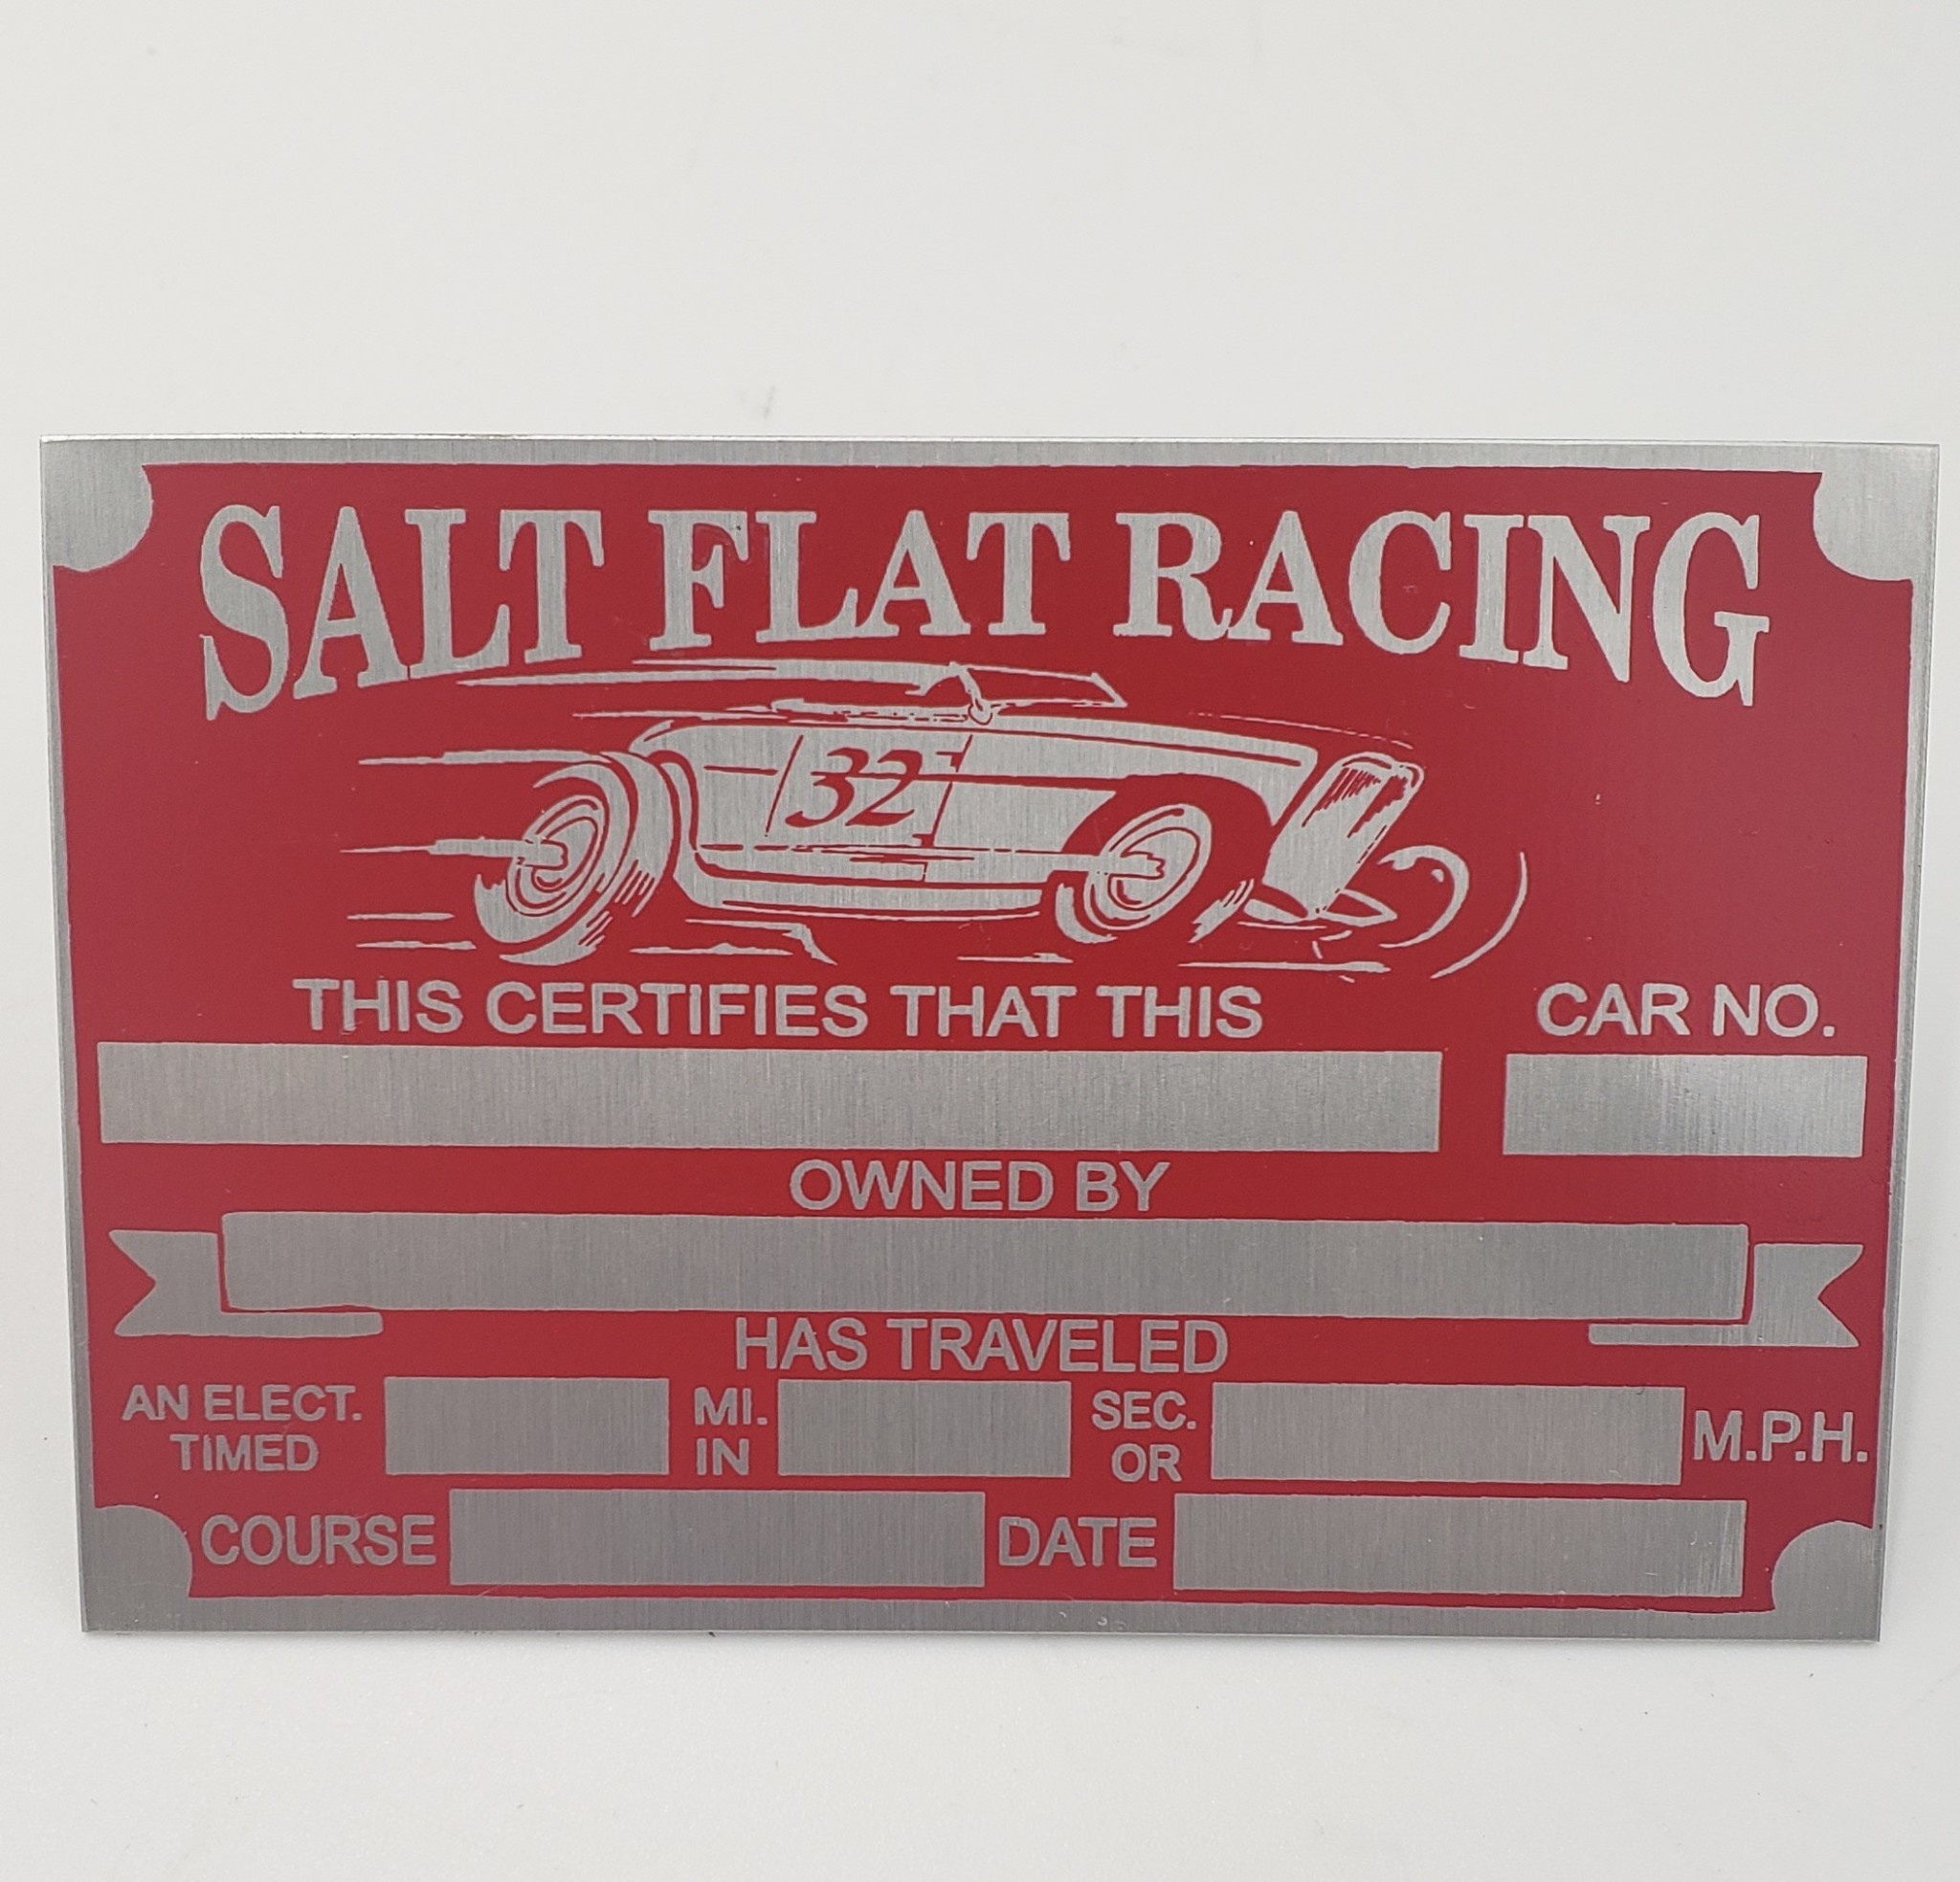 SALT FLAT RACING
32
THIS CERTIFIES THAT THIS CAR NO.
OWNED BY
HAS TRAVELED
AN ELECT. TIMED MI. IN SEC. OR M.P.H.
COURSE DATE